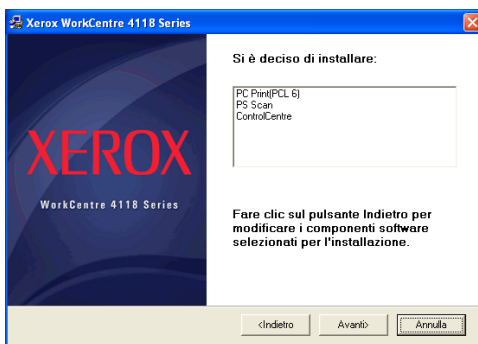 Xerox WorkCentre 4118 Series
Si è deciso di installare:
PC Print(PCL 6)
PS Scan
ControlCentre
XEROX
WorkCentre 4118 Series
Fare clic sul pulsante Indietro per
modificare i componenti software
selezionati per l'installazione.
<Indietro
Avanti>
Annulla